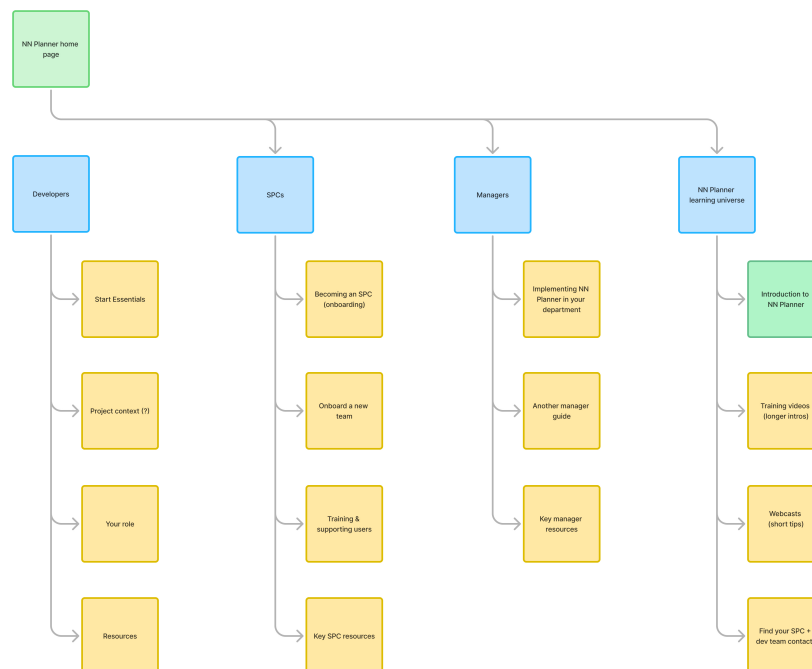 NN Planner home
page
Developers
SPCs
Managers
NN Planner
learning universe
Start Essentials
Becoming an SPC
(onboarding)
Implementing NN
Planner in your
department
Introduction to
NN Planner
Project context (?)
Onboard a new
team
Another manager
guide
Training videos
(longer intros)
Your role
Training &
supporting users
Key manager
resources
Webcasts
(short tips)
Resources
Key SPC resources
Find your SPC +
dev team contact